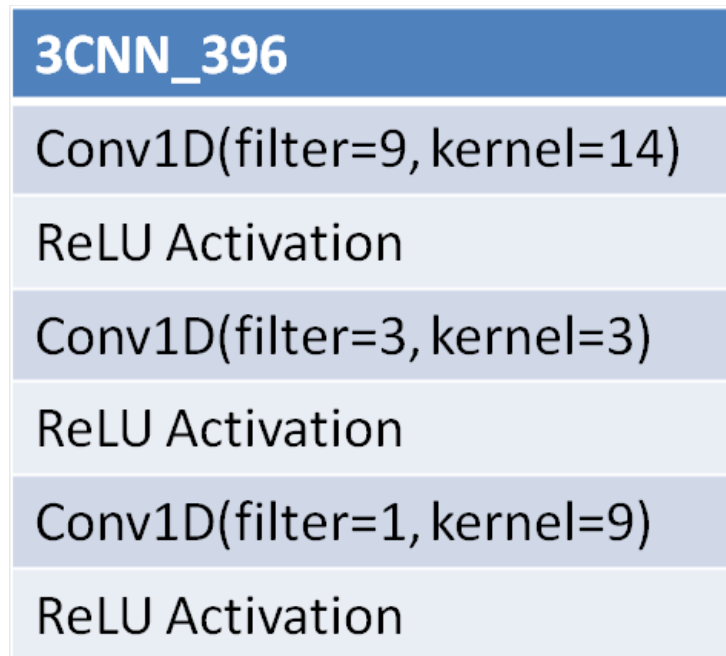 3CNN_396
Conv1D(filter=9, kernel=14)
ReLU Activation
Conv1D(filter=3, kernel=3)
ReLU Activation
Conv1D(filter=1, kernel=9)
ReLU Activation